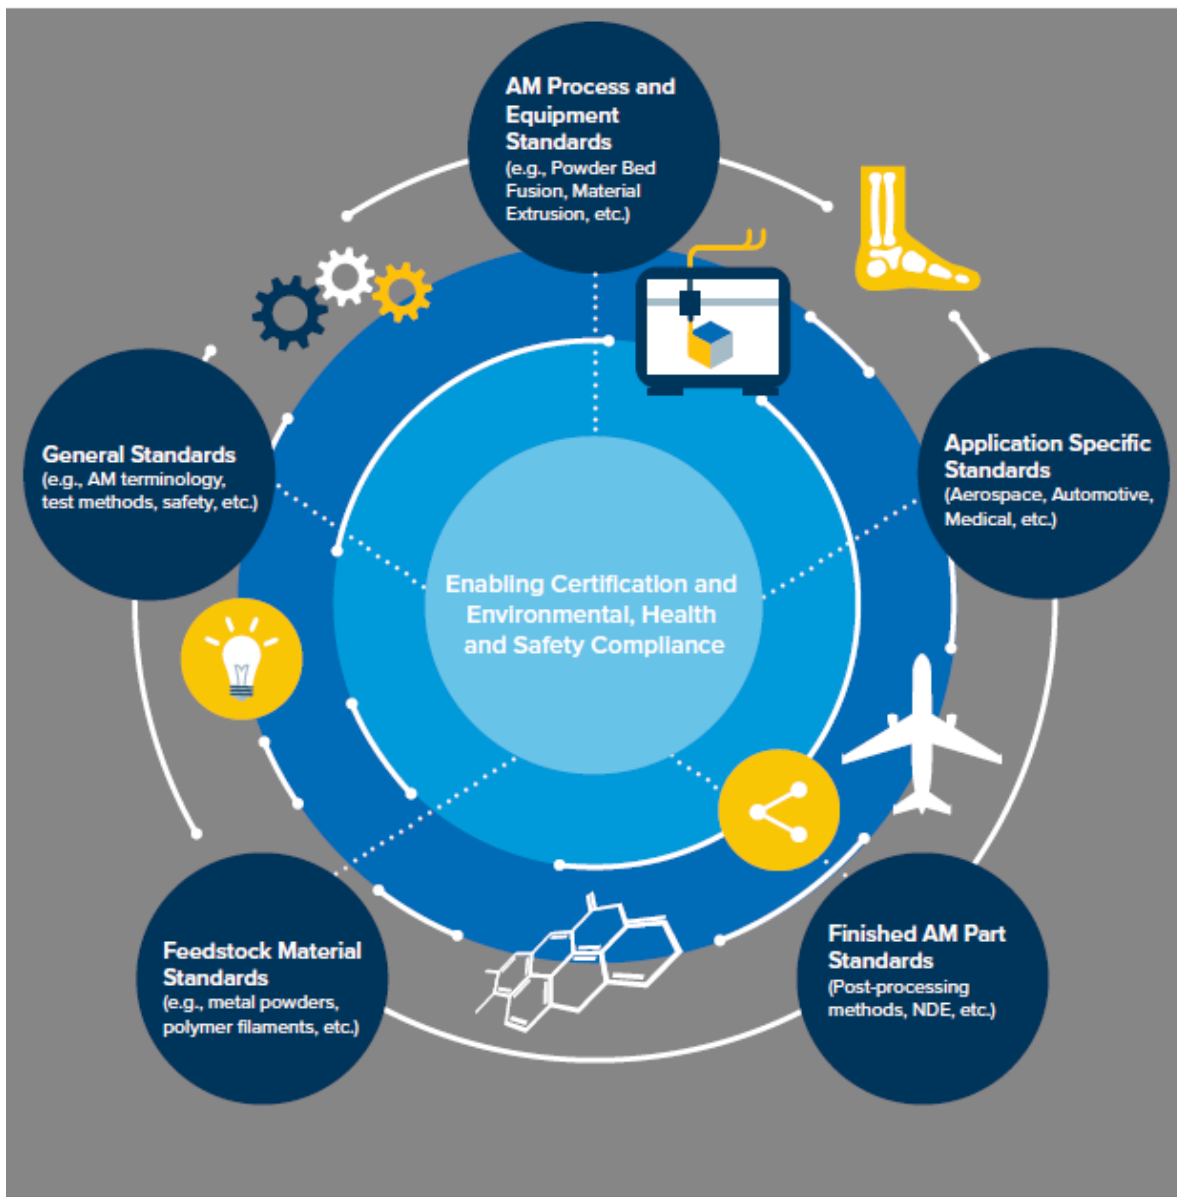 AM Process and
Equipment
Standards
(e.g., Powder Bed
Fusion, Material
Extrusion, etc.)
General Standards
(e.g., AM terminology,
test methods, safety, etc.)
Application Specific
Standards
(Aerospace, Automotive,
Medical, etc.)
Enabling Certification and
Environmental, Health
and Safety Compliance
Feedstock Material
Standards
(e.g., metal powders,
polymer filaments, etc.)
Finished AM Part
Standards
(Post-processing
methods, NDE, etc.)